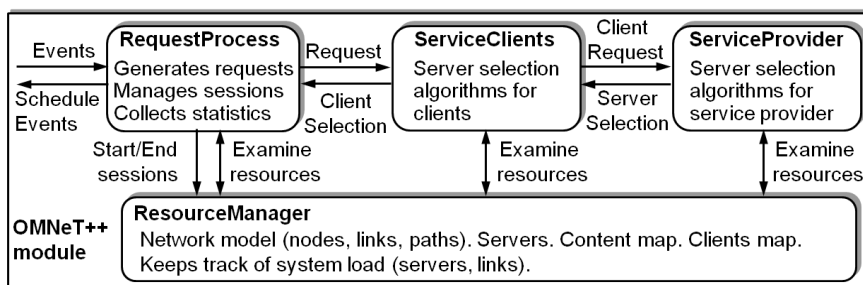 Events
Schedule
Events
RequestProcess
Generates requests
Manages sessions
Collects statistics
Request
Client
Selection
ServiceClients
Server selection
algorithms for
clients
Client
Request
Server
Selection
ServiceProvider
Server selection
algorithms for
service provider
Start/End
sessions
Examine
resources
Examine
resources
Examine
resources
OMNeT++
module
ResourceManager
Network model (nodes, links, paths). Servers. Content map. Clients map.
Keeps track of system load (servers, links).